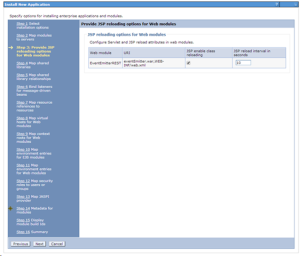 Install New Application
Specify options for installing enterprise applications and modules.
Step 1 Select
installation options
Step 2 Map modules
to servers
Step 3: Provide JSP
reloading options
for Web modules
Step 4 Map shared
libraries
Step 5 Map shared
library relationships
Step 6 Bind listeners
for message-driven
beans
Step 7 Map resource
references to
resources
Step 8 Map virtual
hosts for Web
modules
Step 9 Map context
roots for Web
modules
Step 10 Map
environment entries
for EJB modules
Step 11 Map
environment entries
for Web modules
Step 12 Map security
roles to users or
groups
Step 13 Map JASPI
provider
Step 14 Metadata for
modules
Step 15 Display
module build Ids
Step 16 Summary
Provide JSP reloading options for Web modules
JSP reloading options for Web modules
Configure Servlet and JSP reload attributes in web modules.
Web module
URI
JSP enable class
reloading
JSP reload interval in
seconds
EventEmitterREST
eventEmitter.war,WEB-
INF/web.xml
10
Previous
Next
Cancel